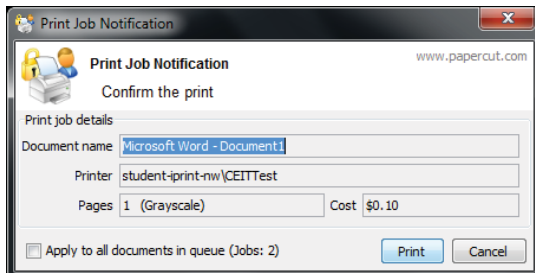 Print Job Notification
www.papercut.com
Print Job Notification
Confirm the print
Print job details
Document name Microsoft Word - Document1
Printer student-iprint-nw\CEITTest
Pages 1 (Grayscale) Cost $0.10
Apply to all documents in queue (Jobs: 2) Print Cancel